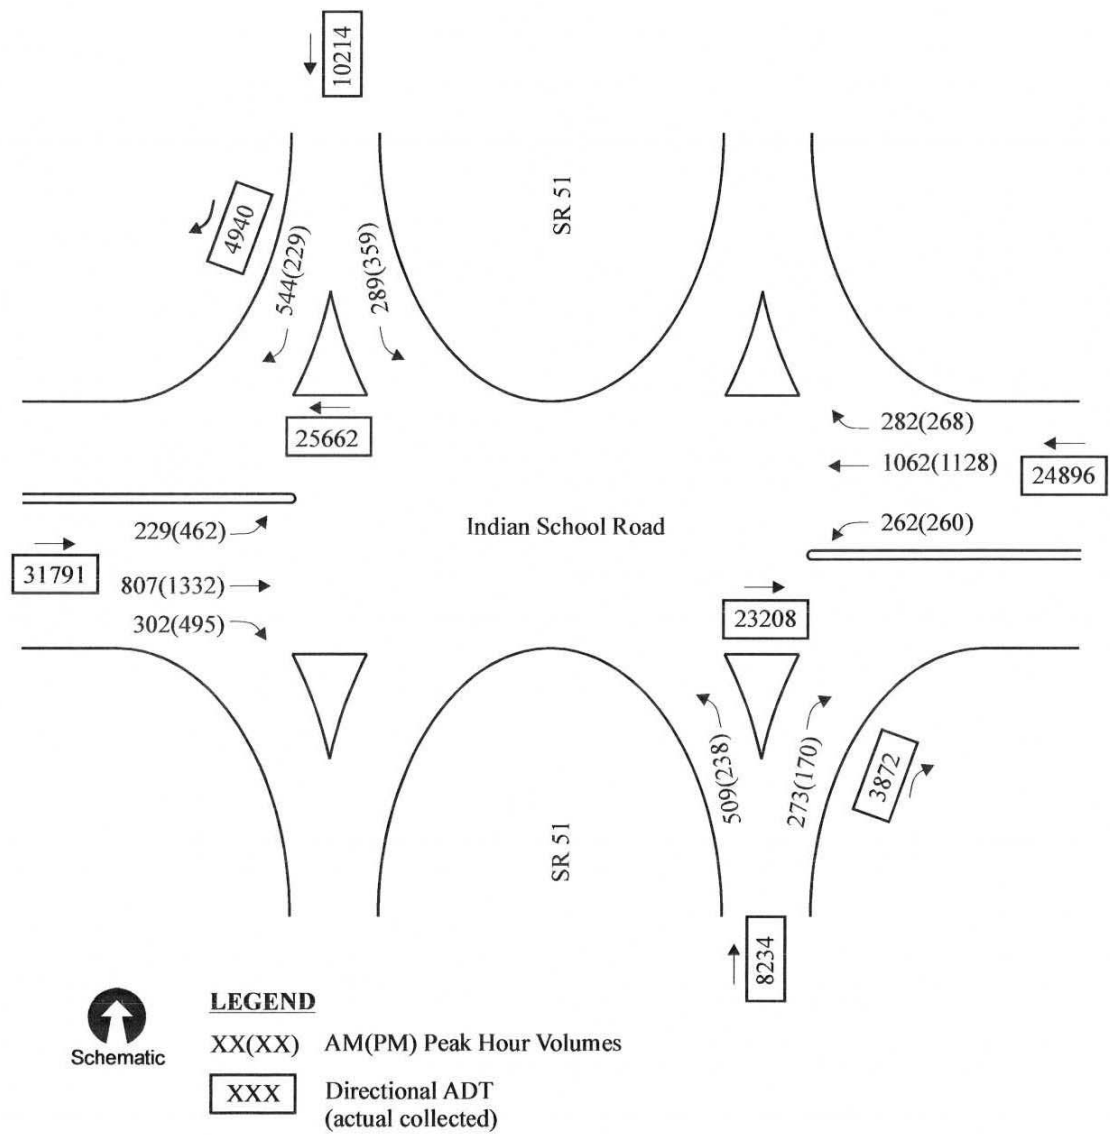 10214
SR 51
4940
544(229)
289(359)
25662
282(268)
1062(1128)
24896
229(462)
Indian School Road
262(260)
31791
807(1332)
302(495)
23208
509(238)
273(170)
3872
SR 51
8234
LEGEND
XX(XX) AM(PM) Peak Hour Volumes
Schematic
XXX Directional ADT
(actual collected)